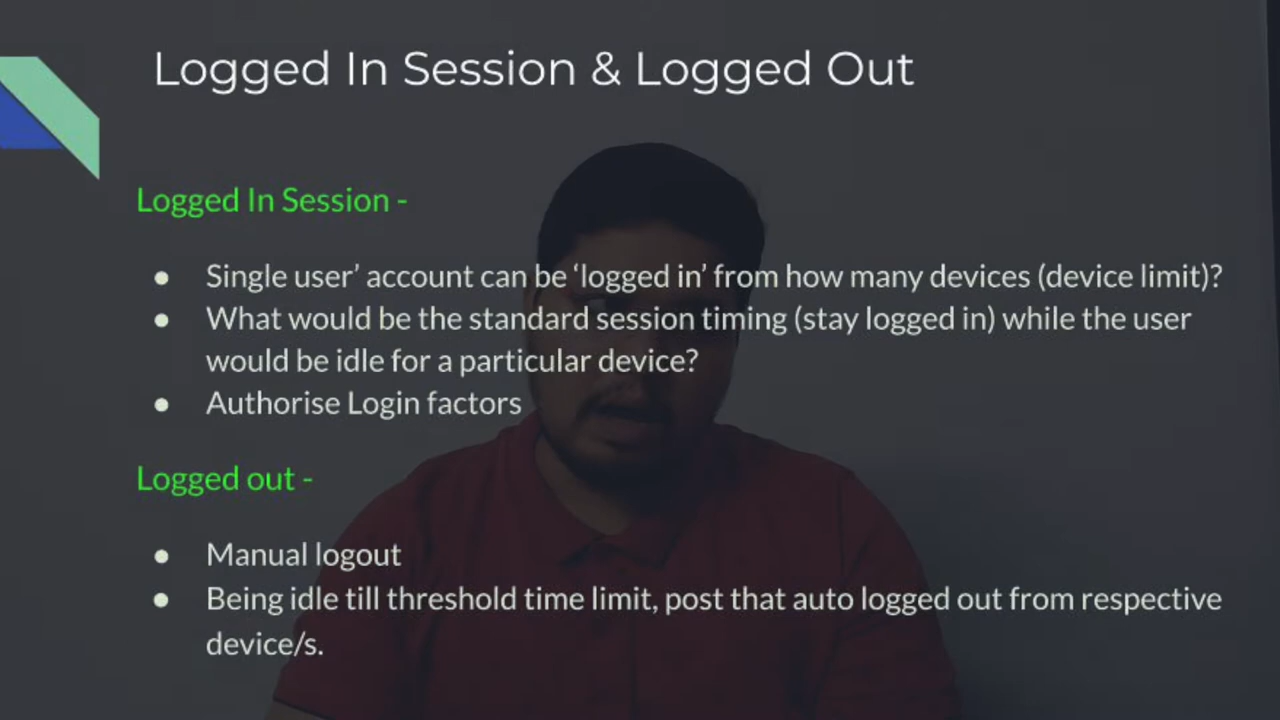 Logged In Session & Logged Out
Logged In Session -
● Single user’ account can be ‘logged in’ from how many devices (device limit)?
● What would be the standard session timing (stay logged in) while the user
would be idle for a particular device?
● Authorise Login factors
Logged out -
● Manual logout
● Being idle till threshold time limit, post that auto logged out from respective
device/s.